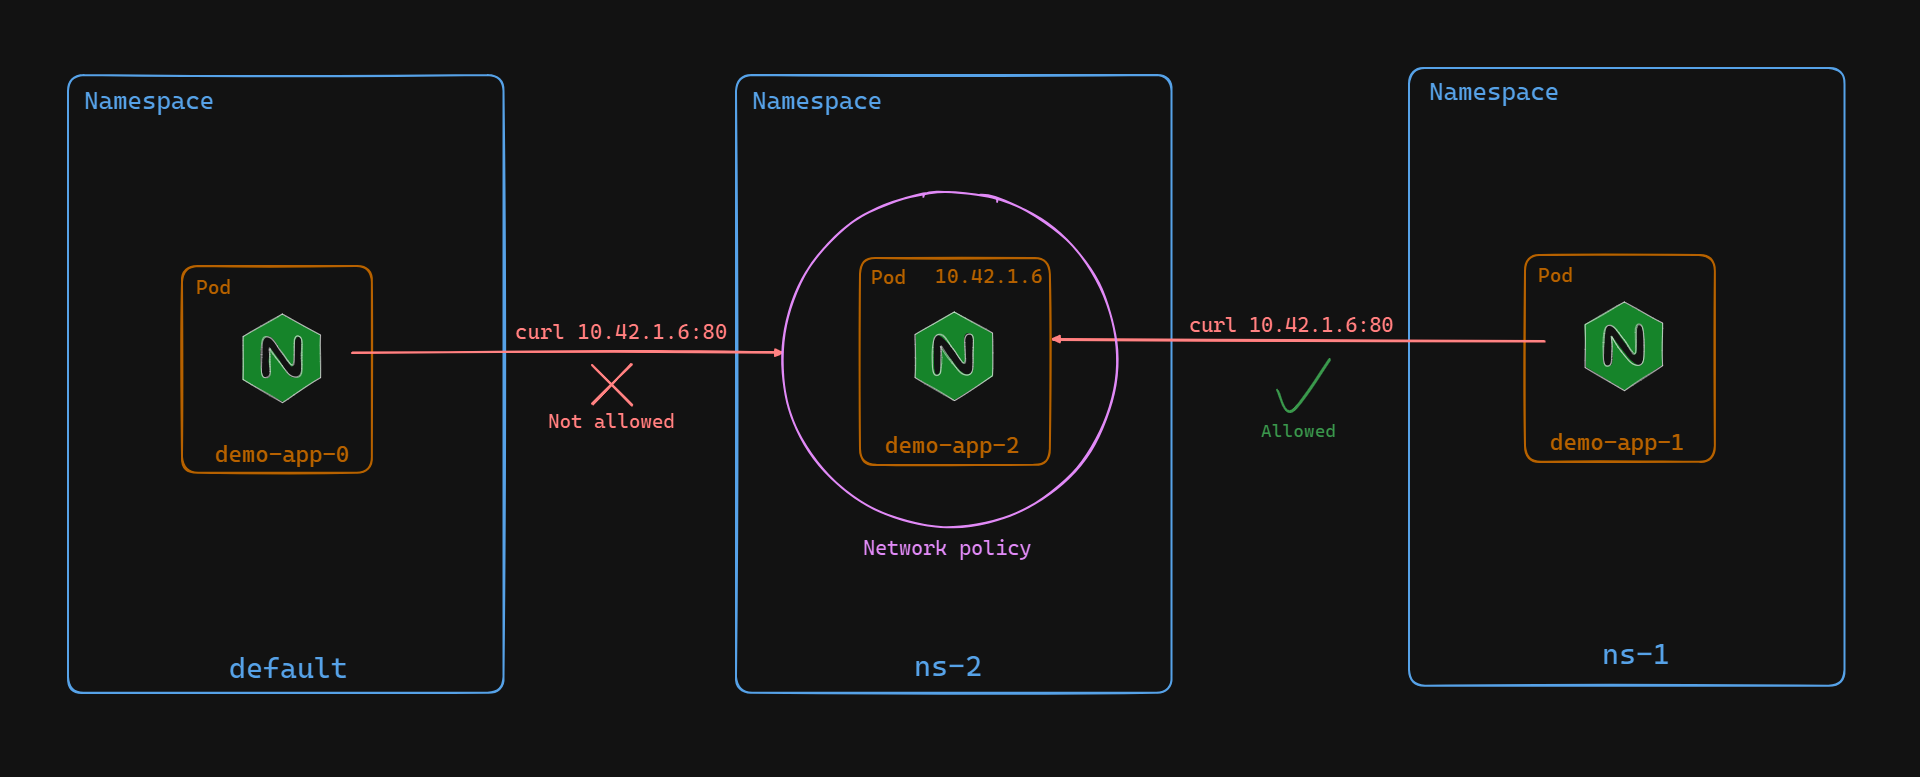 Namespace
Pod
N
demo-app-0
default
curl 10.42.1.6:80
Not allowed
Namespace
Pod 10.42.1.6
N
demo-app-2
Network policy
ns-2
curl 10.42.1.6:80
Allowed
Namespace
Pod
N
demo-app-1
ns-1